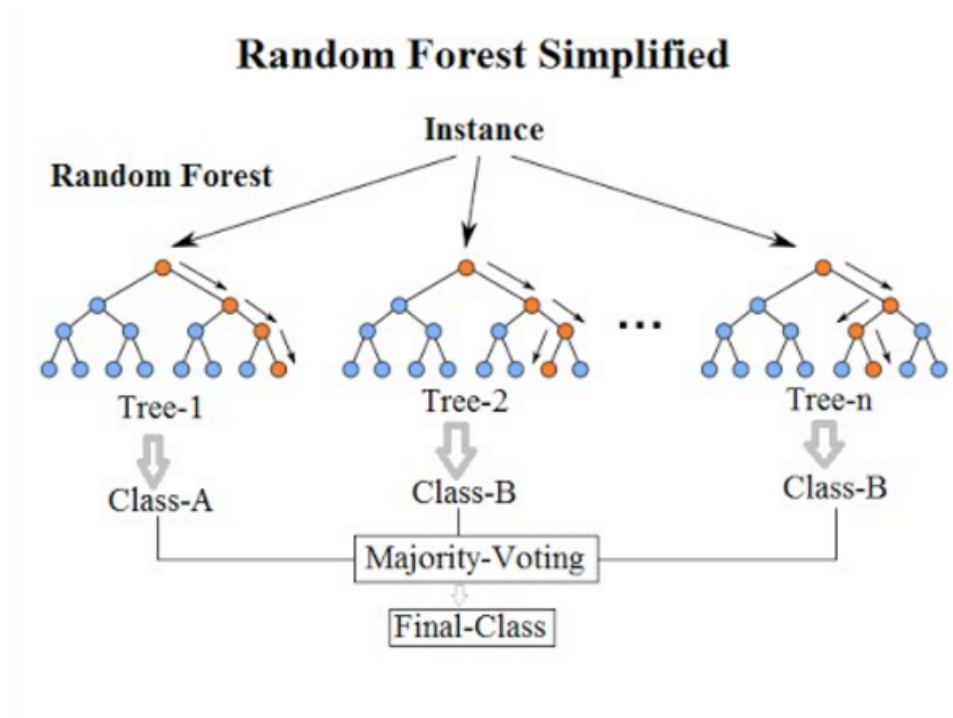 Random Forest Simplified
Instance
Random Forest
...
Tree-1
Tree-2
Tree-n
Class-A
Class-B
Class-B
Majority-Voting
Final-Class